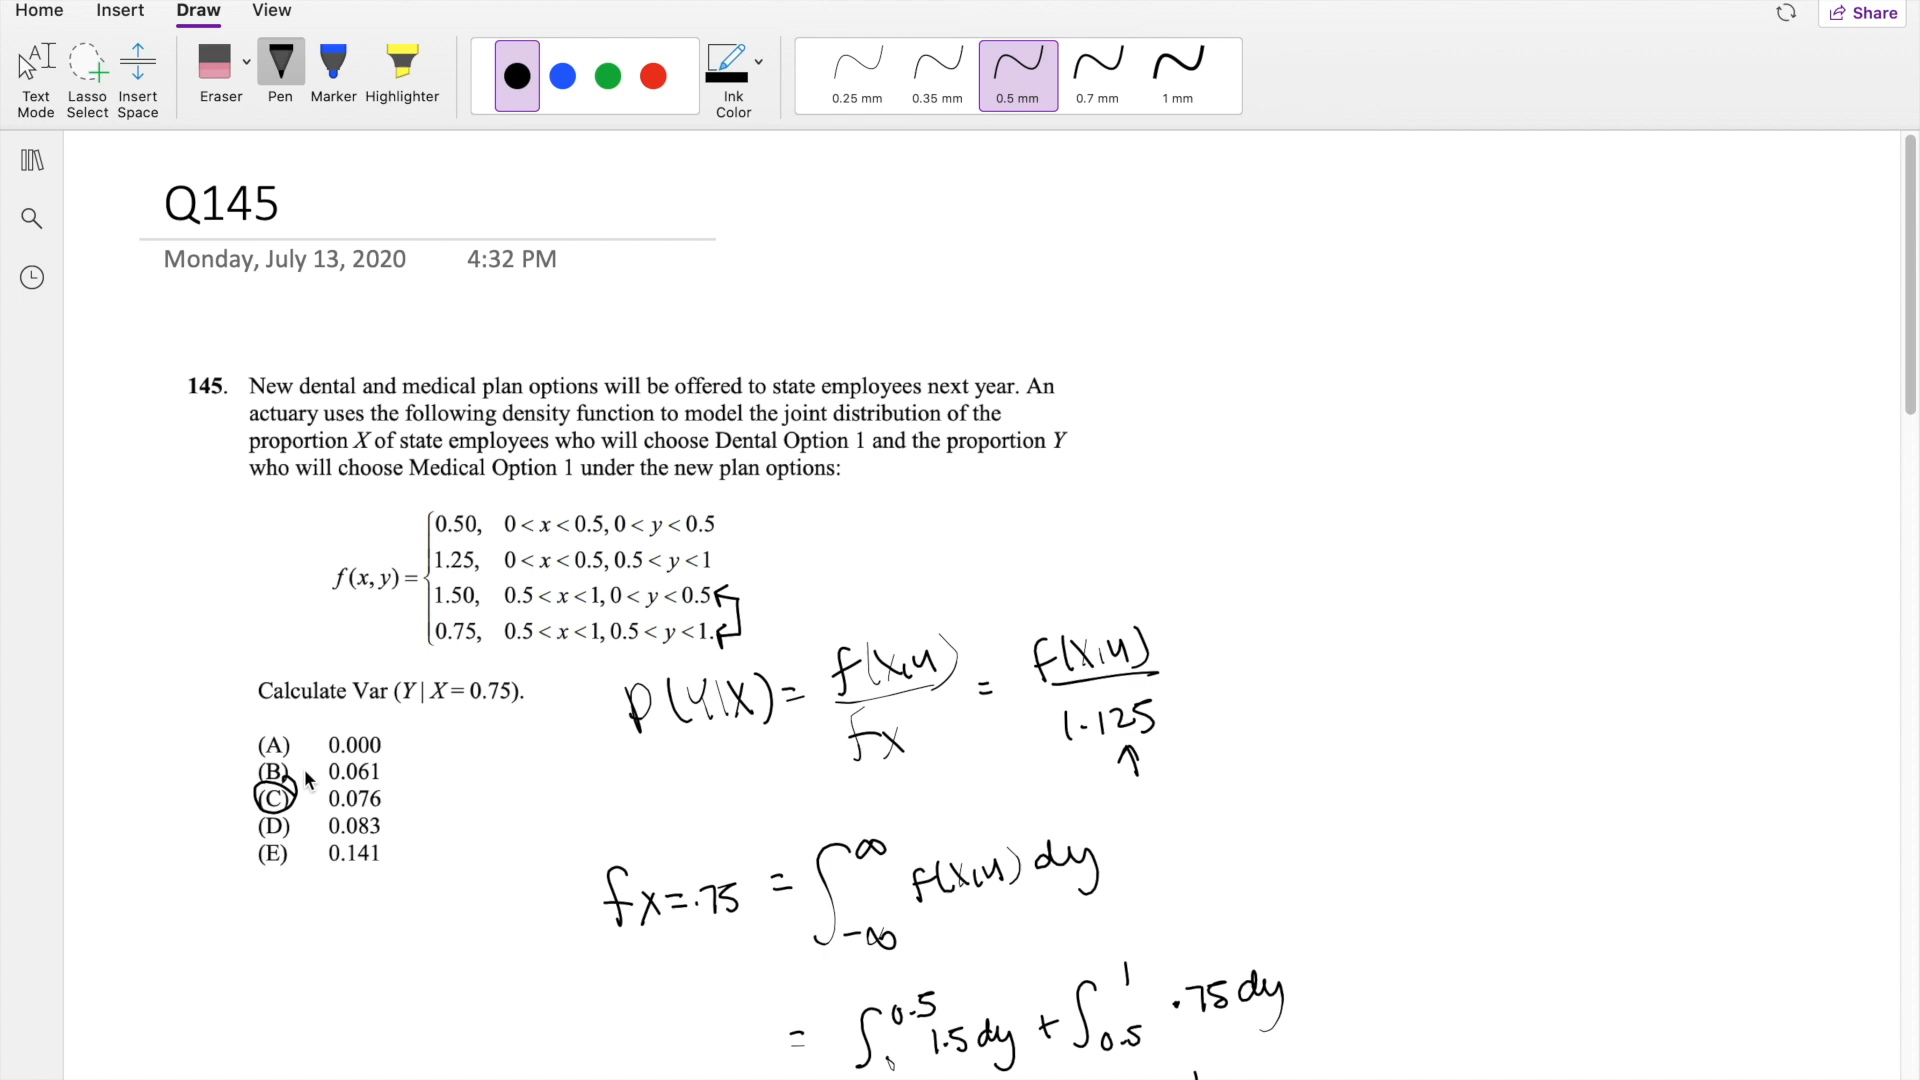 Home Insert Draw View
Share
Text Mode
Lasso Select
Insert Space
Eraser
Pen
Marker
Highlighter
Ink Color
0.25 mm
0.35 mm
0.5 mm
0.7 mm
1 mm
Q145
Monday, July 13, 2020 4:32 PM
145. New dental and medical plan options will be offered to state employees next year. An
actuary uses the following density function to model the joint distribution of the
proportion X of state employees who will choose Dental Option 1 and the proportion Y
who will choose Medical Option 1 under the new plan options:
0.50, 0 < x < 0.5, 0 < y < 0.5
1.25, 0 < x < 0.5, 0.5 < y < 1
f(x, y) =
1.50, 0.5 < x < 1, 0 < y < 0.5
0.75, 0.5 < x < 1, 0.5 < y < 1.
Calculate Var (Y | X = 0.75).
P(Y|X) = f(x,y) / fx = f(x,y) / 1.125
(A) 0.000
(B) 0.061
(C) 0.076
(D) 0.083
(E) 0.141
fx=.75 = ∫ -∞ ∞ f(x,y) dy
= ∫ 0 0.5 1.5 dy + ∫ 0.5 1 .75 dy